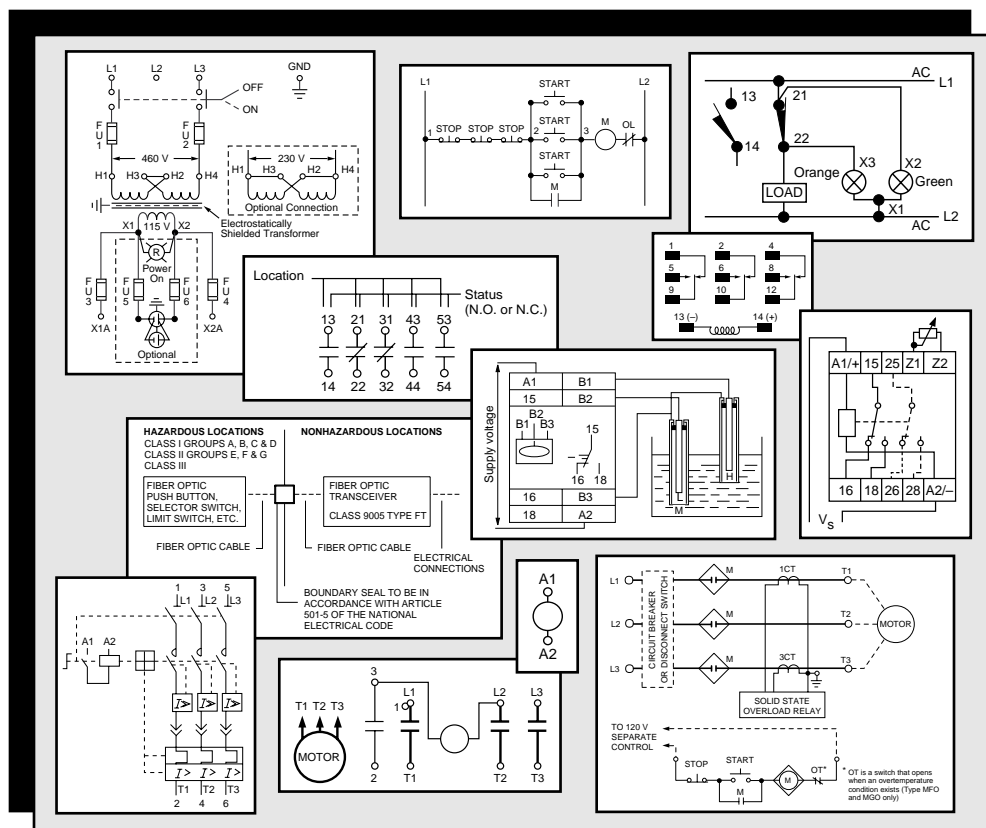 L1 L2 L3 GND
OFF
ON
F
U
1
F
U
2
460 V
H1 H3 H2 H4
230 V
H1 H3 H2 H4
Optional Connection
Electrostatically
Shielded Transformer
X1 115 V X2
R
Power
On
F
U
3
F
U
5
F
U
6
F
U
4
X1A X2A
Optional
L1 L2
START
1 STOP STOP STOP 2 START 3 M OL
START
M
AC L1
13 21
14 22
X3 X2
Orange Green
LOAD
X1
L2
AC
Location
Status
(N.O. or N.C.)
13 21 31 43 53
14 22 32 44 54
1 2 4
5 6 8
9 10 12
13 (–) 14 (+)
Supply voltage
A1 B1
15 B2
B2
B1 B3
15
16 18
16 B3
18 A2
H
L
M
A1/+ 15 25 Z1 Z2
16 18 26 28 A2/–
VS
HAZARDOUS LOCATIONS
CLASS I GROUPS A, B, C & D
CLASS II GROUPS E, F & G
CLASS III
NONHAZARDOUS LOCATIONS
FIBER OPTIC
PUSH BUTTON,
SELECTOR SWITCH,
LIMIT SWITCH, ETC.
FIBER OPTIC
TRANSCEIVER
CLASS 9005 TYPE FT
FIBER OPTIC CABLE
FIBER OPTIC CABLE
ELECTRICAL
CONNECTIONS
BOUNDARY SEAL TO BE IN
ACCORDANCE WITH ARTICLE
501-5 OF THE NATIONAL
ELECTRICAL CODE
A1
A2
1 3 5
L1 L2 L3
A1 A2
I> I> I>
I> I> I>
T1 T2 T3
2 4 6
T1 T2 T3
MOTOR
3
L1 L2 L3
1
2 T1 T2 T3
L1 M 1CT T1
L2 M T2
L3 M 3CT T3
CIRCUIT BREAKER
OR DISCONNECT SWITCH
MOTOR
SOLID STATE
OVERLOAD RELAY
TO 120 V
SEPARATE
CONTROL
STOP START OT*
M
M
* OT is a switch that opens
when an overtemperature
condition exists (Type MFO
and MGO only)